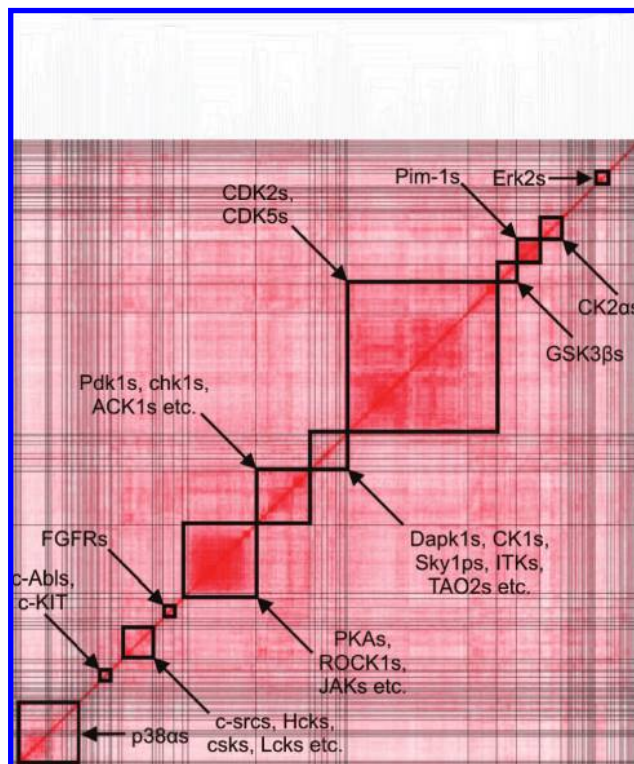 Pim-1s
Erk2s
CDK2s,
CDK5s
CK2αs
GSK3βs
Pdk1s, chk1s,
ACK1s etc.
Dapk1s, CK1s,
Sky1ps, ITKs,
TAO2s etc.
FGFRs
c-Abls,
c-KIT
PKAs,
ROCK1s,
JAKs etc.
c-srcs, Hcks,
csks, Lcks etc.
p38αs